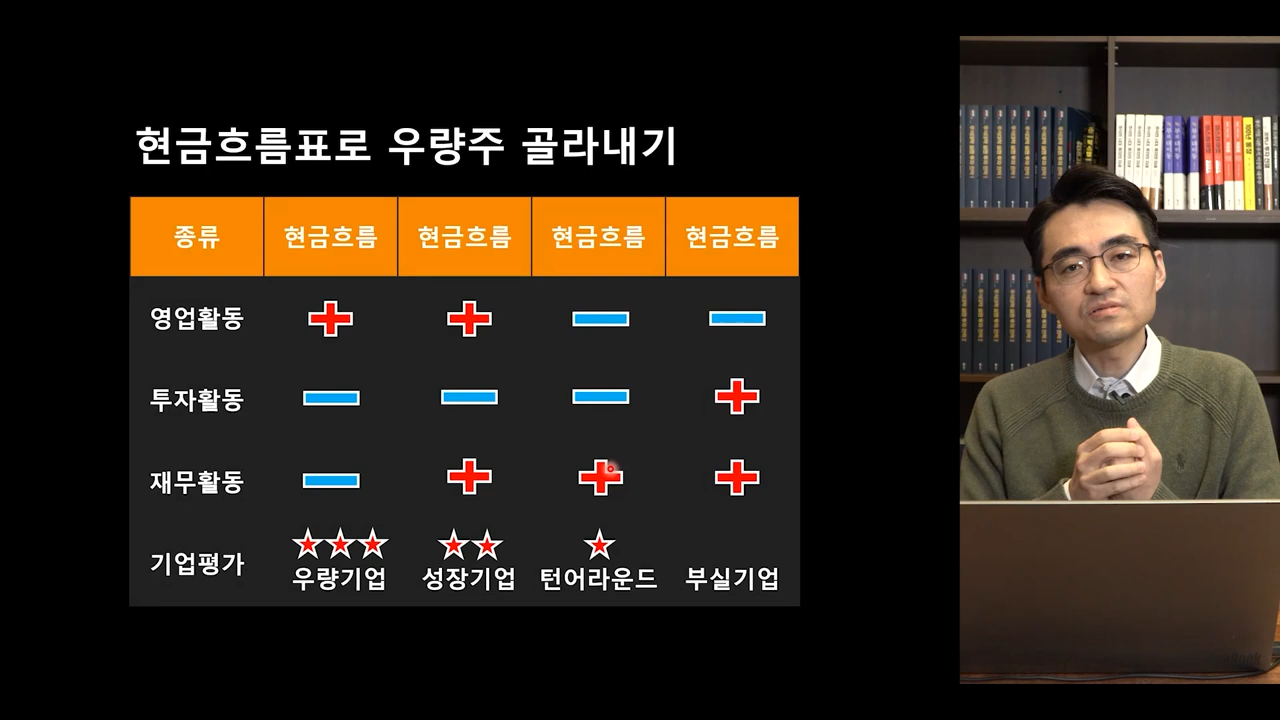 현금흐름표로 우량주 골라내기
종류 현금흐름 현금흐름 현금흐름 현금흐름
영업활동 + + - -
투자활동 - - - +
재무활동 - + + +
기업평가 ★★★ ★★ ★
우량기업 성장기업 턴어라운드 부실기업